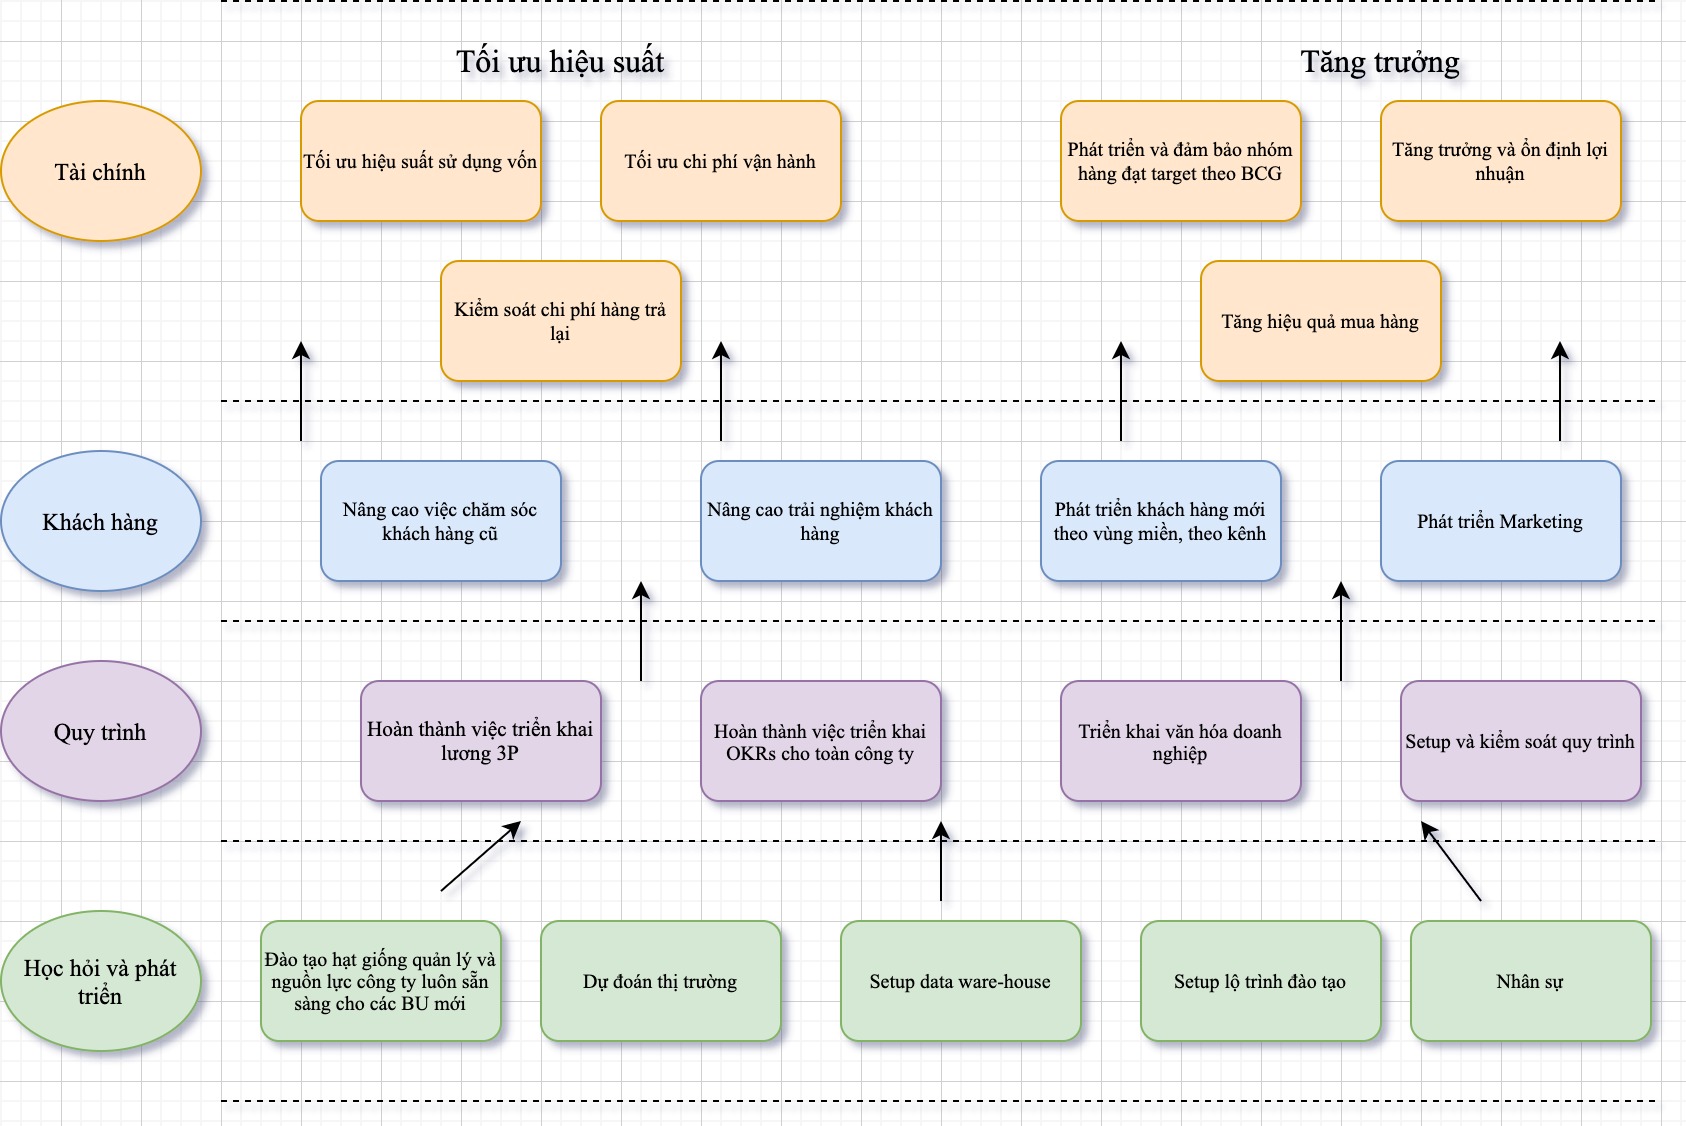 Tối ưu hiệu suất
Tăng trưởng
Tài chính
Tối ưu hiệu suất sử dụng vốn
Tối ưu chi phí vận hành
Phát triển và đảm bảo nhóm
hàng đạt target theo BCG
Tăng trưởng và ổn định lợi
nhuận
Kiểm soát chi phí hàng trả
lại
Tăng hiệu quả mua hàng
Khách hàng
Nâng cao việc chăm sóc
khách hàng cũ
Nâng cao trải nghiệm khách
hàng
Phát triển khách hàng mới
theo vùng miền, theo kênh
Phát triển Marketing
Quy trình
Hoàn thành việc triển khai
lương 3P
Hoàn thành việc triển khai
OKRs cho toàn công ty
Triển khai văn hóa doanh
nghiệp
Setup và kiểm soát quy trình
Học hỏi và phát
triển
Đào tạo hạt giống quản lý và
nguồn lực công ty luôn sẵn
sàng cho các BU mới
Dự đoán thị trường
Setup data ware-house
Setup lộ trình đào tạo
Nhân sự